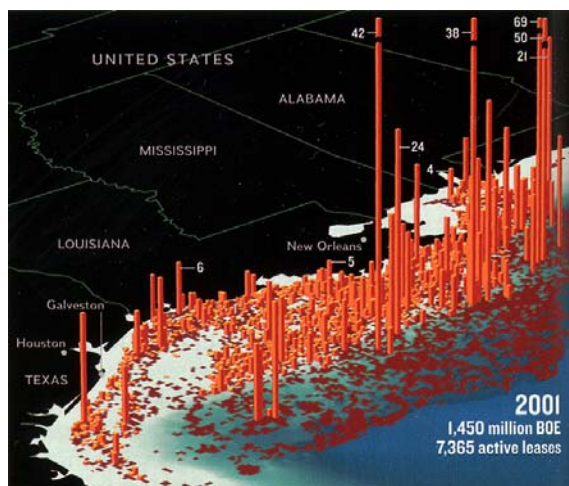 42
38
69
50
21
UNITED STATES
ALABAMA
24
MISSISSIPPI
4
New Orleans
LOUISIANA
5
6
Galveston
Houston
TEXAS
2001
1,450 million BOE
7,365 active leases